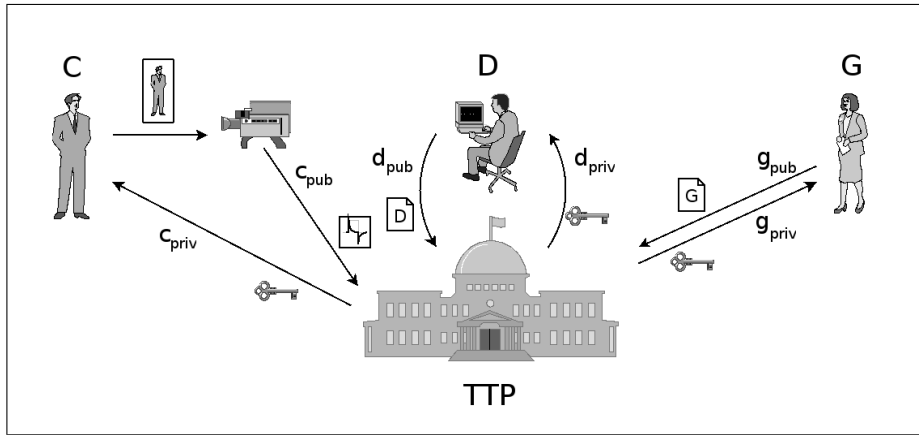 C
D
G
c_pub
d_pub
d_priv
g_pub
D
G
c_priv
g_priv
TTP